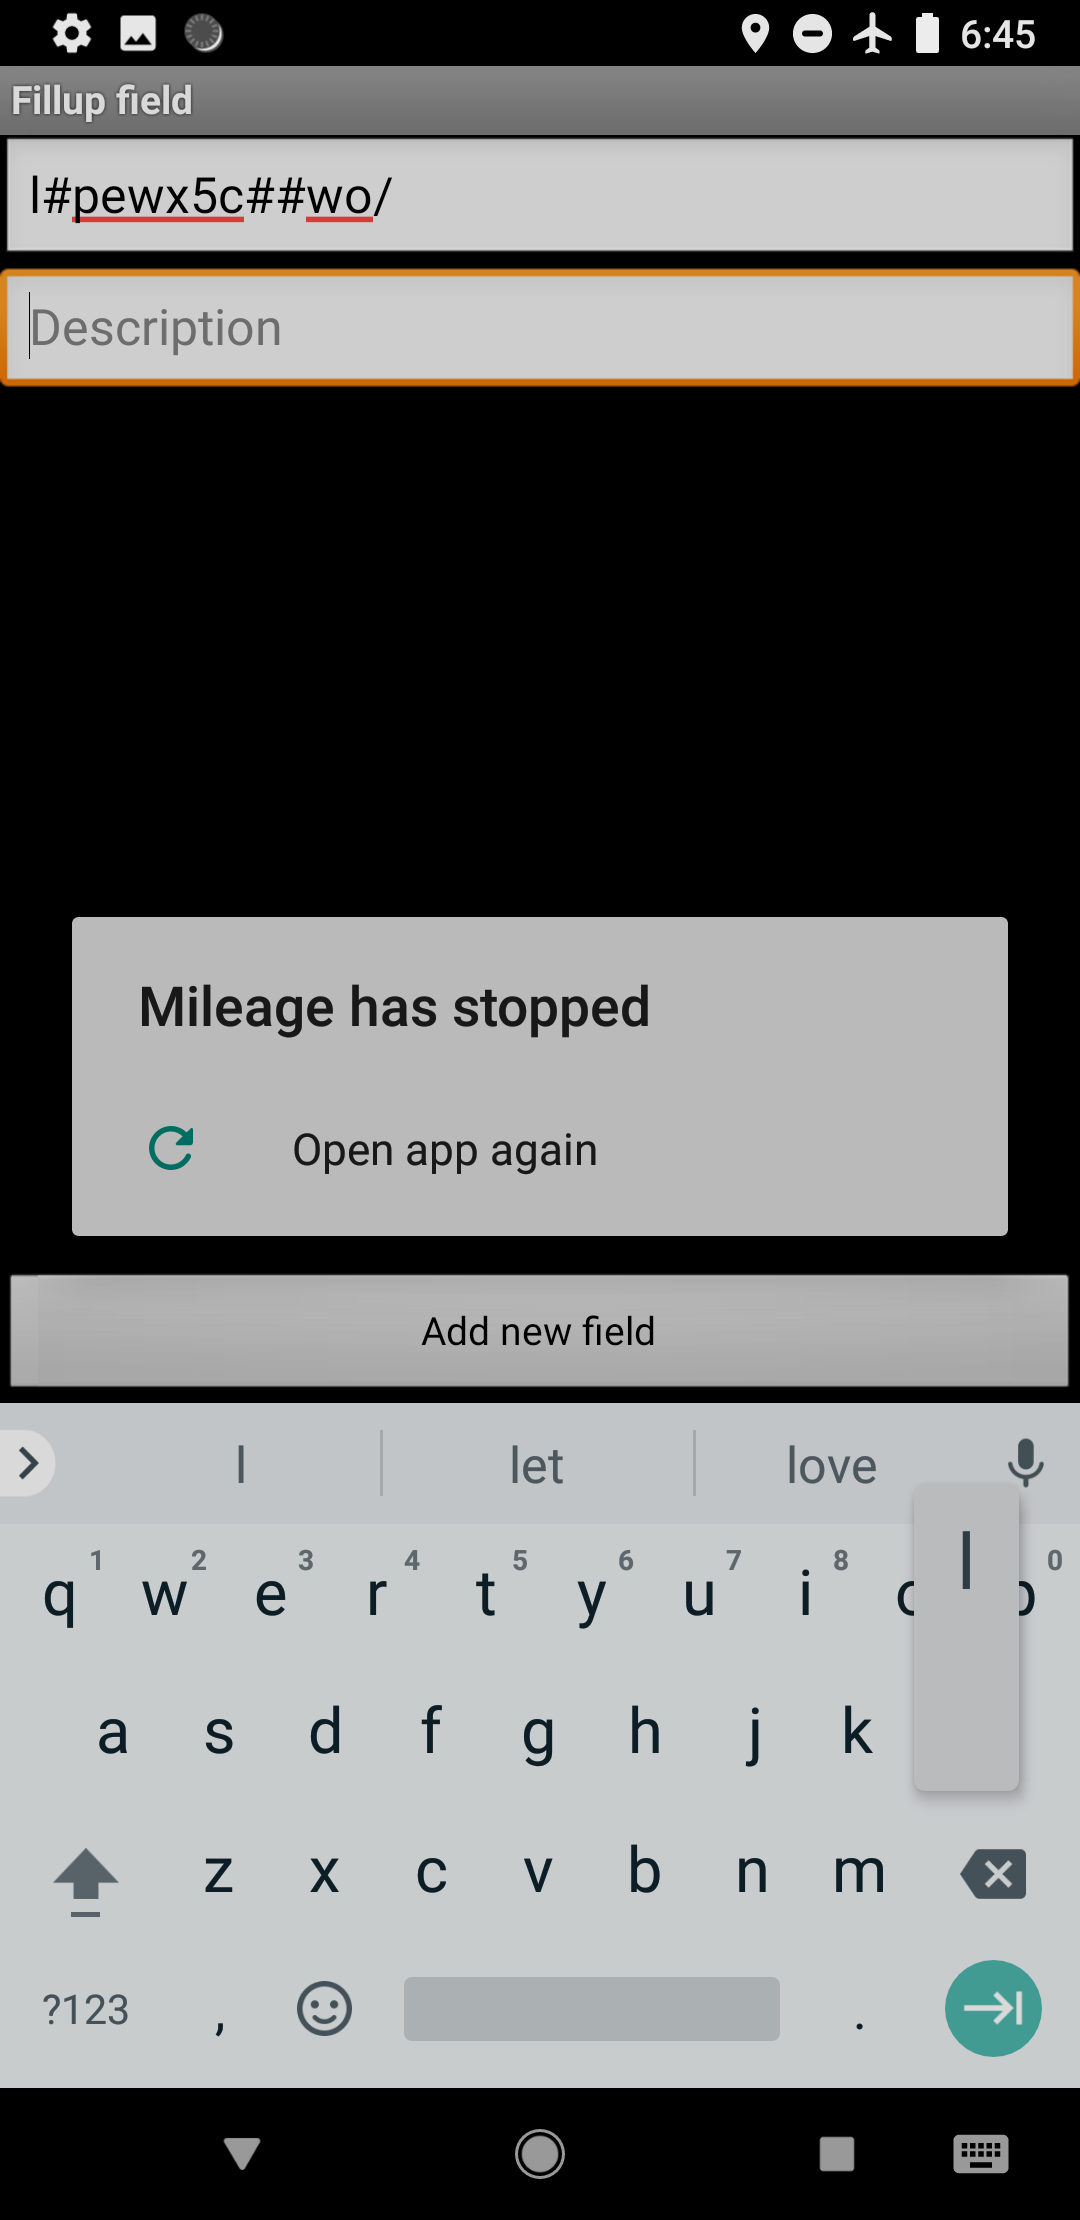 6:45
Fillup field
l#pewx5c##wo/
Description
Mileage has stopped
Open app again
Add new field
l let love
1 2 3 4 5 6 7 8 0
q w e r t y u i o p
l
a s d f g h j k
z x c v b n m
?123 , .